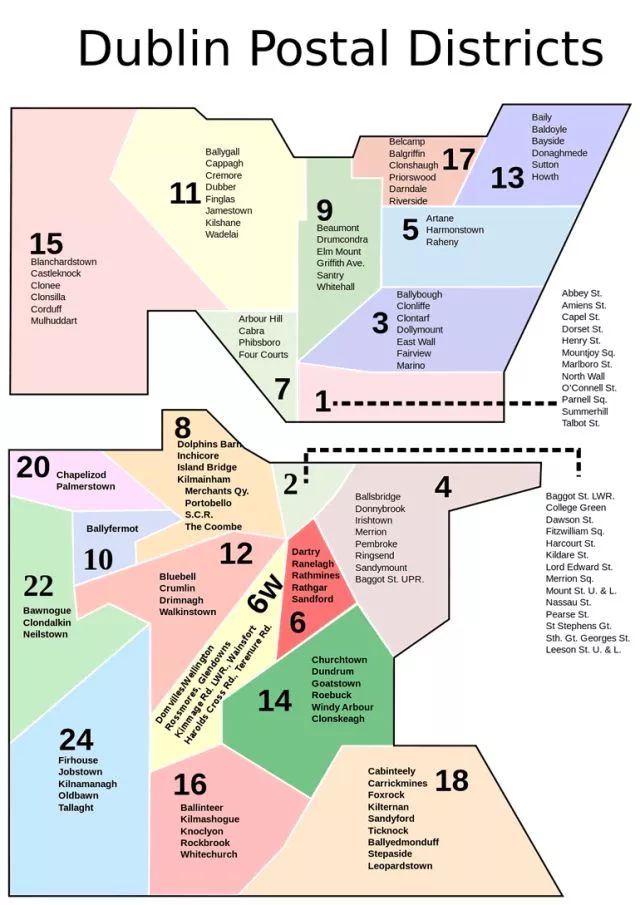 Dublin Postal Districts
15
Blanchardstown
Castleknock
Clonee
Clonsilla
Corduff
Mulhuddart
11
Ballygall
Cappagh
Cremore
Dubber
Finglas
Jamestown
Kilshane
Wadelai
9
Beaumont
Drumcondra
Elm Mount
Griffith Ave.
Santry
Whitehall
17
Belcamp
Balgriffin
Clonshaugh
Priorswood
Darndale
Riverside
13
Baily
Baldoyle
Bayside
Donaghmede
Sutton
Howth
5
Artane
Harmonstown
Raheny
3
Ballybough
Clonliffe
Clontarf
Dollymount
East Wall
Fairview
Marino
7
Arbour Hill
Cabra
Phibsboro
Four Courts
1
Abbey St.
Amiens St.
Capel St.
Dorset St.
Henry St.
Mountjoy Sq.
Marlboro St.
North Wall
O'Connell St.
Parnell Sq.
Summerhill
Talbot St.
8
Dolphins Barn
Inchicore
Island Bridge
Kilmainham
Merchants Qy.
Portobello
S.C.R.
The Coombe
20
Chapelizod
Palmerstown
10
Ballyfermot
22
Bawnogue
Clondalkin
Neilstown
12
Bluebell
Crumlin
Drimnagh
Walkinstown
2
Baggot St. LWR.
College Green
Dawson St.
Fitzwilliam Sq.
Harcourt St.
Kildare St.
Lord Edward St.
Merrion Sq.
Mount St. U. & L.
Nassau St.
Pearse St.
St Stephens Gt.
Sth. Gt. Georges St.
Leeson St. U. & L.
4
Ballsbridge
Donnybrook
Irishtown
Merrion
Pembroke
Ringsend
Sandymount
Baggot St. UPR.
6W
Domvilles/Wellington
Rossmores, Glendowns
Kimmage Rd. LWR., Wainsfort
Harolds Cross Rd., Terenure Rd.
6
Dartry
Ranelagh
Rathmines
Rathgar
Sandford
14
Churchtown
Dundrum
Goatstown
Roebuck
Windy Arbour
Clonskeagh
24
Firhouse
Jobstown
Kilnamanagh
Oldbawn
Tallaght
16
Ballinteer
Kilmashogue
Knoclyon
Rockbrook
Whitechurch
18
Cabinteely
Carrickmines
Foxrock
Kilternan
Sandyford
Ticknock
Ballyedmonduff
Stepaside
Leopardstown